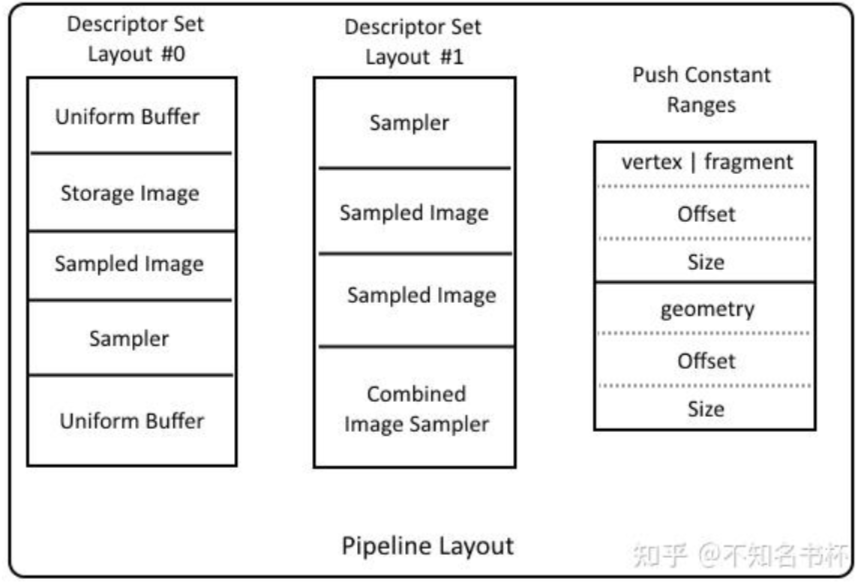 Descriptor Set
Layout #0
Uniform Buffer
Storage Image
Sampled Image
Sampler
Uniform Buffer
Descriptor Set
Layout #1
Sampler
Sampled Image
Sampled Image
Combined
Image Sampler
Push Constant
Ranges
vertex | fragment
Offset
Size
geometry
Offset
Size
Pipeline Layout
知乎 @不知名书杯